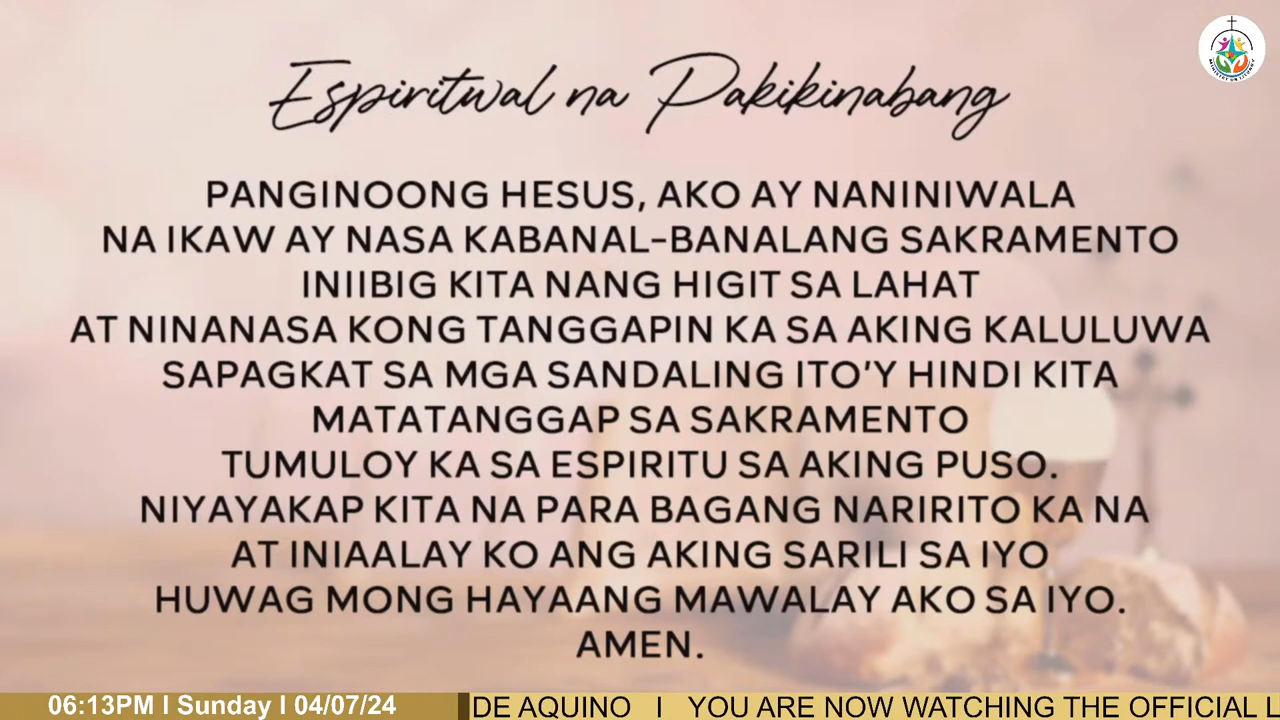 Espiritwal na Pakikinabang
PANGINOONG HESUS, AKO AY NANINIWALA
NA IKAW AY NASA KABANAL-BANALANG SAKRAMENTO
INIIBIG KITA NANG HIGIT SA LAHAT
AT NINANASA KONG TANGGAPIN KA SA AKING KALULUWA
SAPAGKAT SA MGA SANDALING ITO'Y HINDI KITA
MATATANGGAP SA SAKRAMENTO
TUMULOY KA SA ESPIRITU SA AKING PUSO.
NIYAYAKAP KITA NA PARA BAGANG NARIRITO KA NA
AT INIAALAY KO ANG AKING SARILI SA IYO
HUWAG MONG HAYAANG MAWALAY AKO SA IYO.
AMEN.
06:13PM I Sunday I 04/07/24
DE AQUINO I YOU ARE NOW WATCHING THE OFFICIAL L